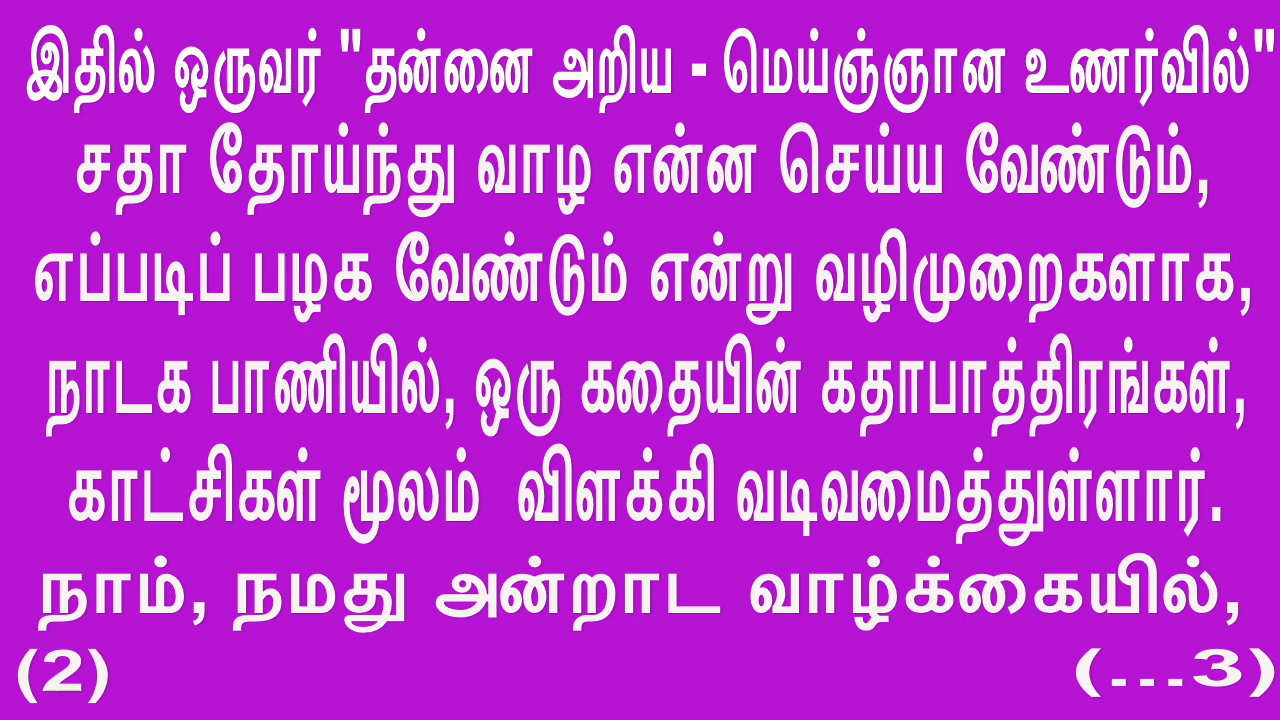 இதில் ஒருவர் "தன்னை அறிய - மெய்ஞ்ஞான உணர்வில்"
சதா தோய்ந்து வாழ என்ன செய்ய வேண்டும்,
எப்படிப் பழக வேண்டும் என்று வழிமுறைகளாக,
நாடக பாணியில், ஒரு கதையின் கதாபாத்திரங்கள்,
காட்சிகள் மூலம் விளக்கி வடிவமைத்துள்ளார்.
நாம், நமது அன்றாட வாழ்க்கையில்,
(2) (...3)